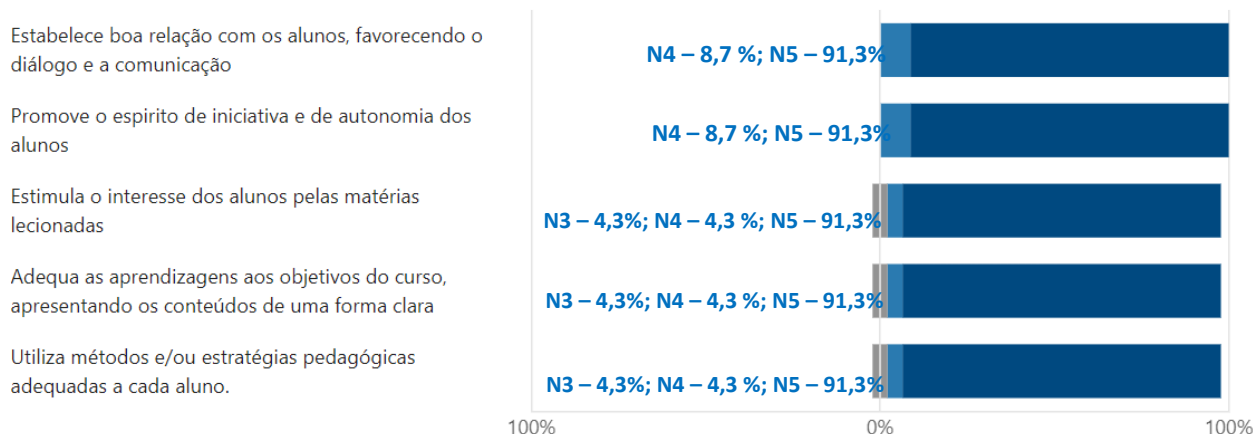 Estabelece boa relação com os alunos, favorecendo o
diálogo e a comunicação
N4 – 8,7 %; N5 – 91,3%
Promove o espirito de iniciativa e de autonomia dos
alunos
N4 – 8,7 %; N5 – 91,3%
Estimula o interesse dos alunos pelas matérias
lecionadas
N3 – 4,3%; N4 – 4,3 %; N5 – 91,3%
Adequa as aprendizagens aos objetivos do curso,
apresentando os conteúdos de uma forma clara
N3 – 4,3%; N4 – 4,3 %; N5 – 91,3%
Utiliza métodos e/ou estratégias pedagógicas
adequadas a cada aluno.
N3 – 4,3%; N4 – 4,3 %; N5 – 91,3%
100% 0% 100%